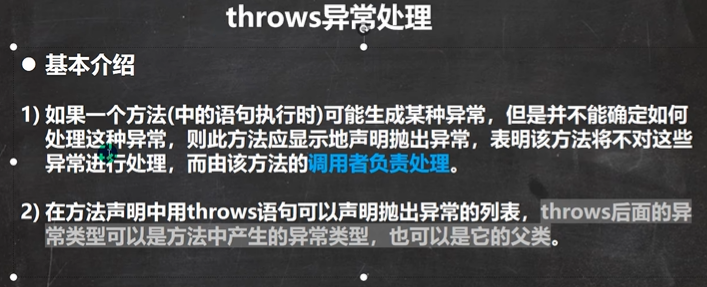 throws异常处理
● 基本介绍
1) 如果一个方法(中的语句执行时)可能生成某种异常，但是并不能确定如何
处理这种异常，则此方法应显示地声明抛出异常，表明该方法将不对这些
异常进行处理，而由该方法的调用者负责处理。
2) 在方法声明中用throws语句可以声明抛出异常的列表，throws后面的异
常类型可以是方法中产生的异常类型，也可以是它的父类。